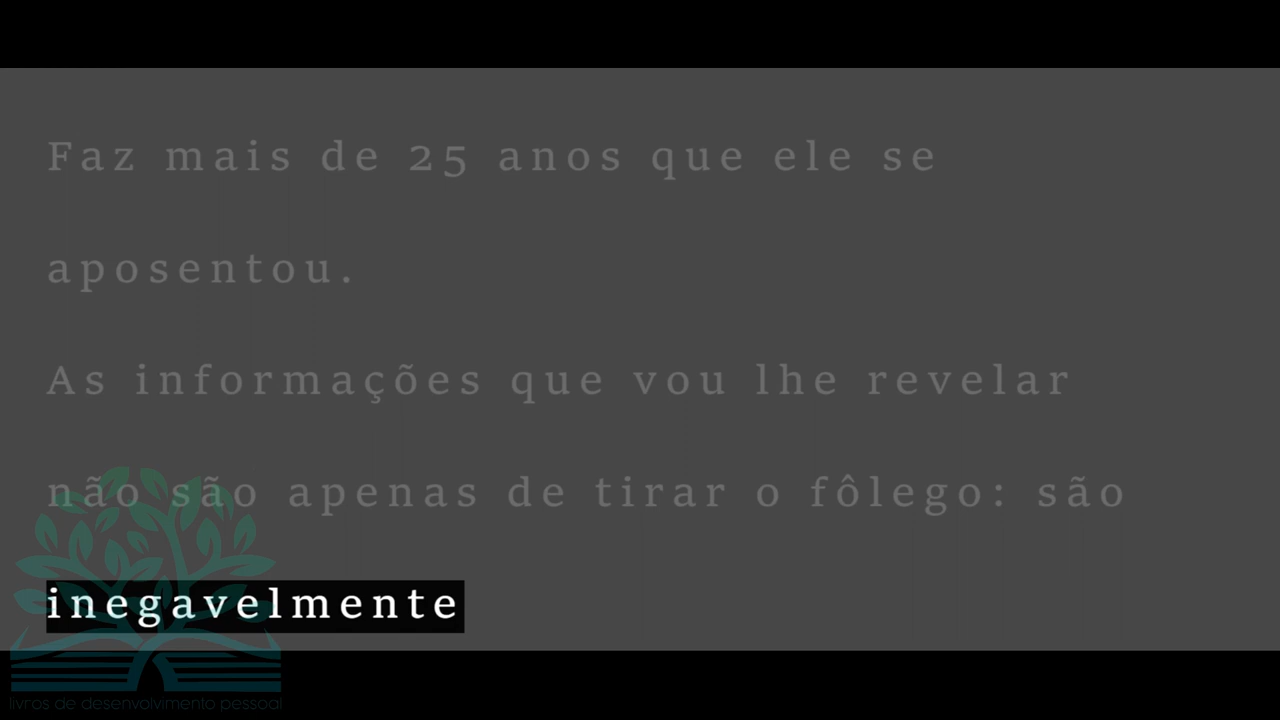 Faz mais de 25 anos que ele se
aposentou.
As informações que vou lhe revelar
não são apenas de tirar o fôlego: são
inegavelmente
livros de desenvolvimento pessoal